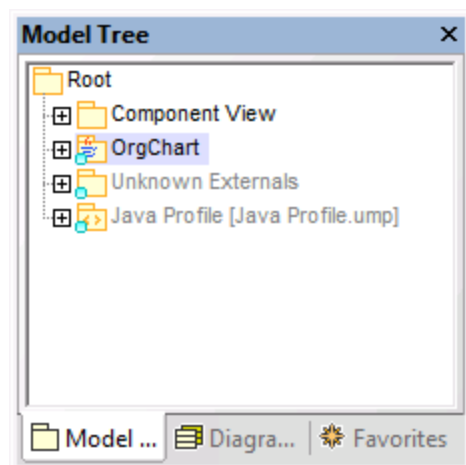 Model Tree
Root
Component View
OrgChart
Unknown Externals
Java Profile [Java Profile.ump]
Model ... Diagra... Favorites